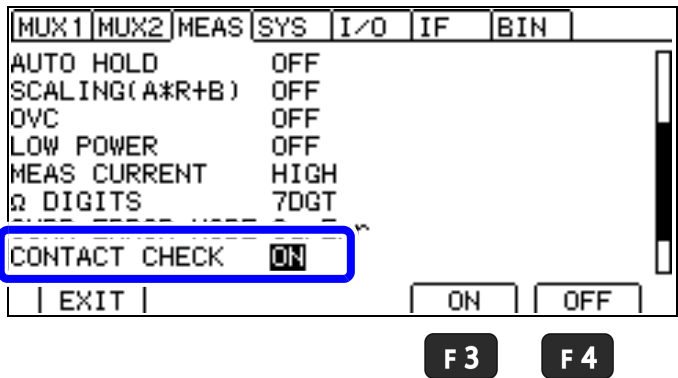 MUX1 MUX2 MEAS SYS I/O IF BIN
AUTO HOLD OFF
SCALING(A*R+B) OFF
OVC OFF
LOW POWER OFF
MEAS CURRENT HIGH
Ω DIGITS 7DGT
CONTACT CHECK ON
EXIT ON OFF
F3 F4